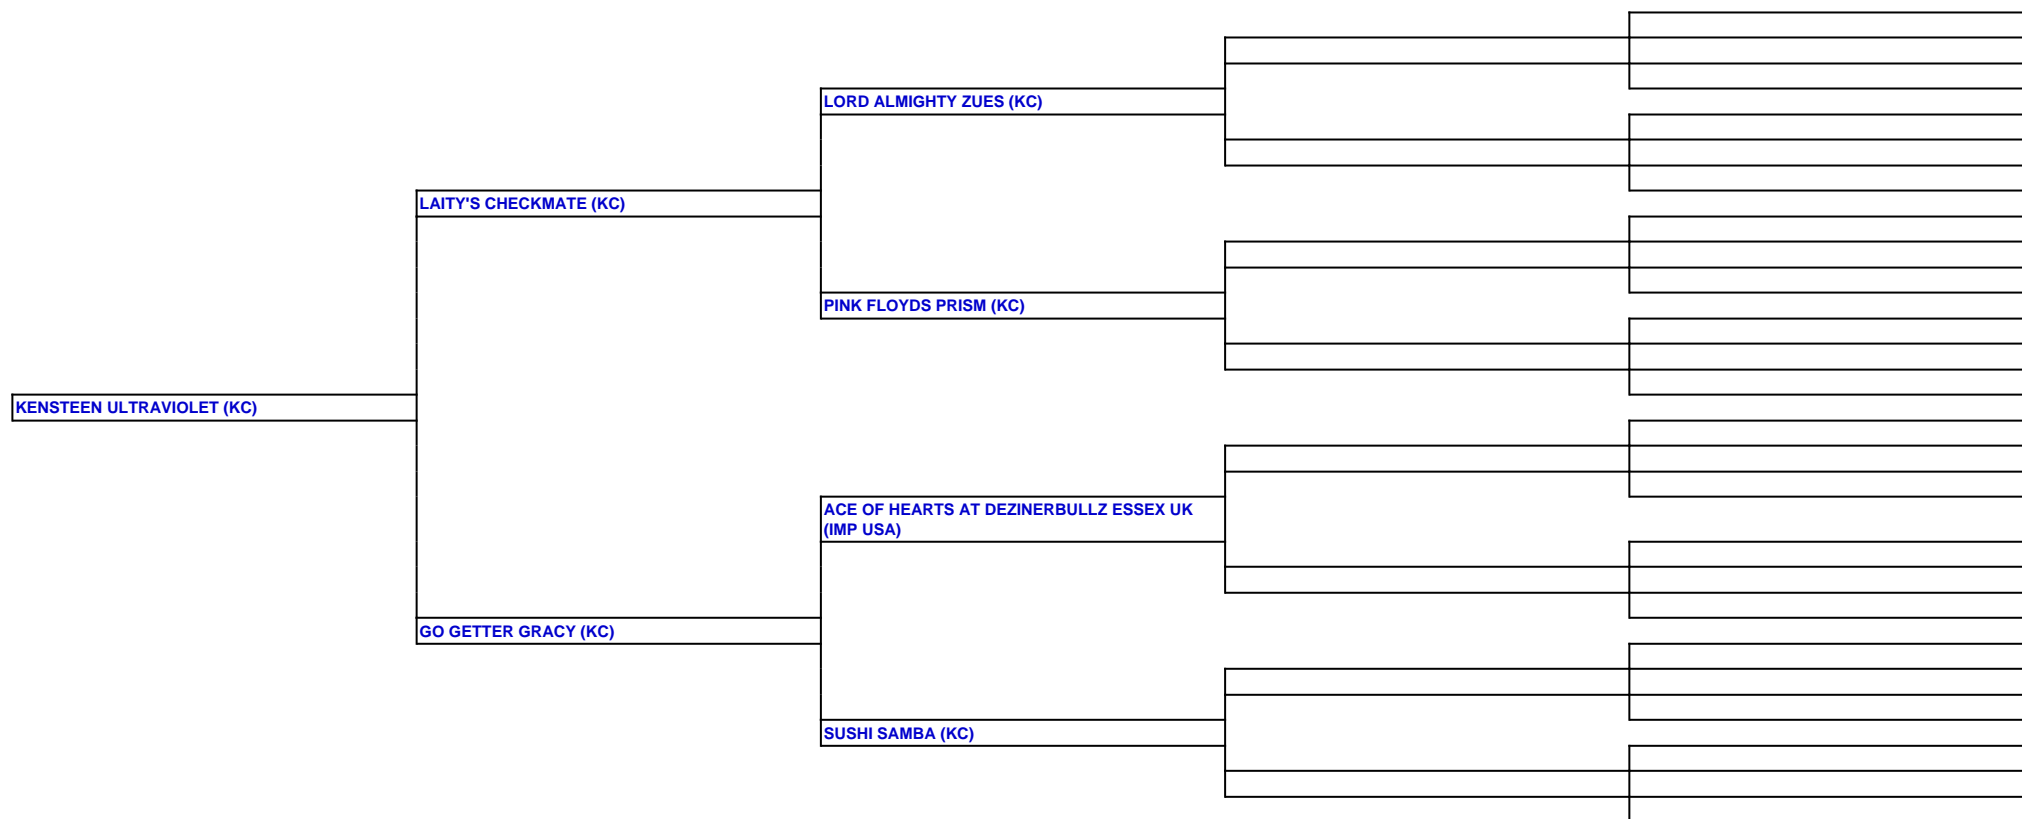 LORD ALMIGHTY ZUES (KC)
LAITY'S CHECKMATE (KC)
PINK FLOYDS PRISM (KC)
KENSTEEN ULTRAVIOLET (KC)
ACE OF HEARTS AT DEZINERBULLZ ESSEX UK
(IMP USA)
GO GETTER GRACY (KC)
SUSHI SAMBA (KC)